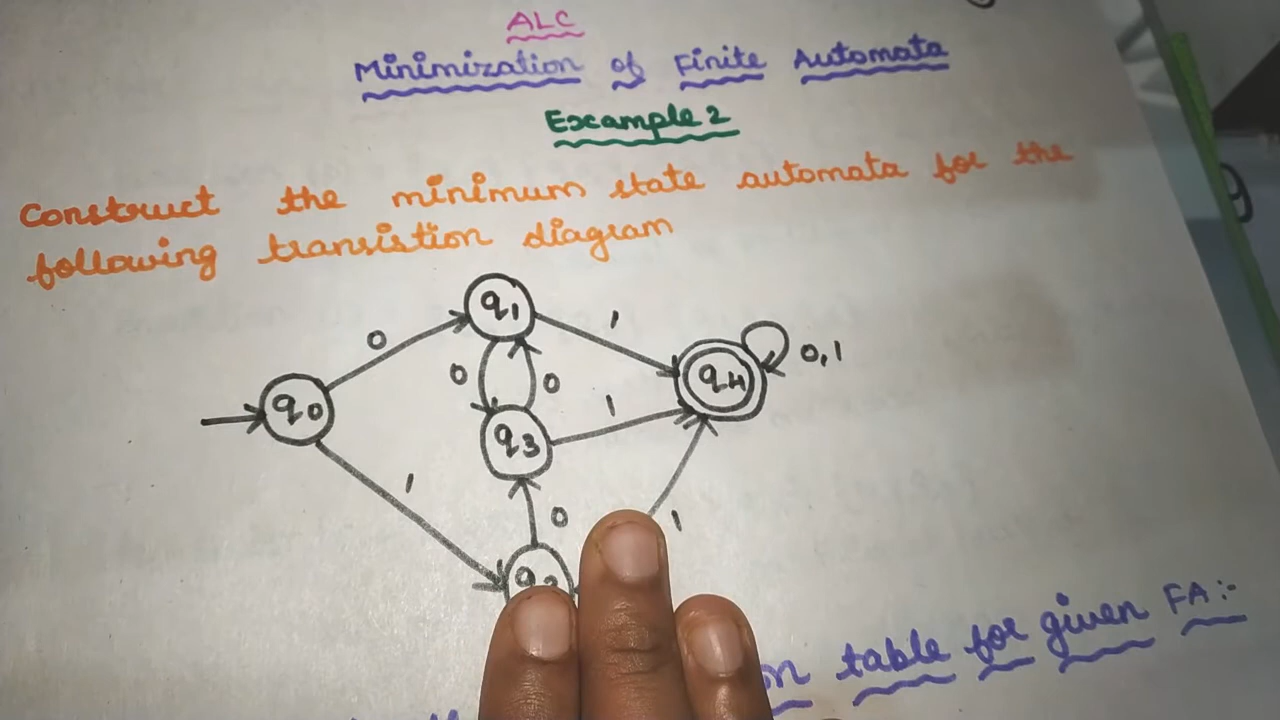 ALC
Minimization of Finite Automata
Example 2
Construct the minimum state automata for the
following transistion diagram
q1
1
0
0,1
q4
0
0
q0
1
q3
1
0
1
table for given FA:-